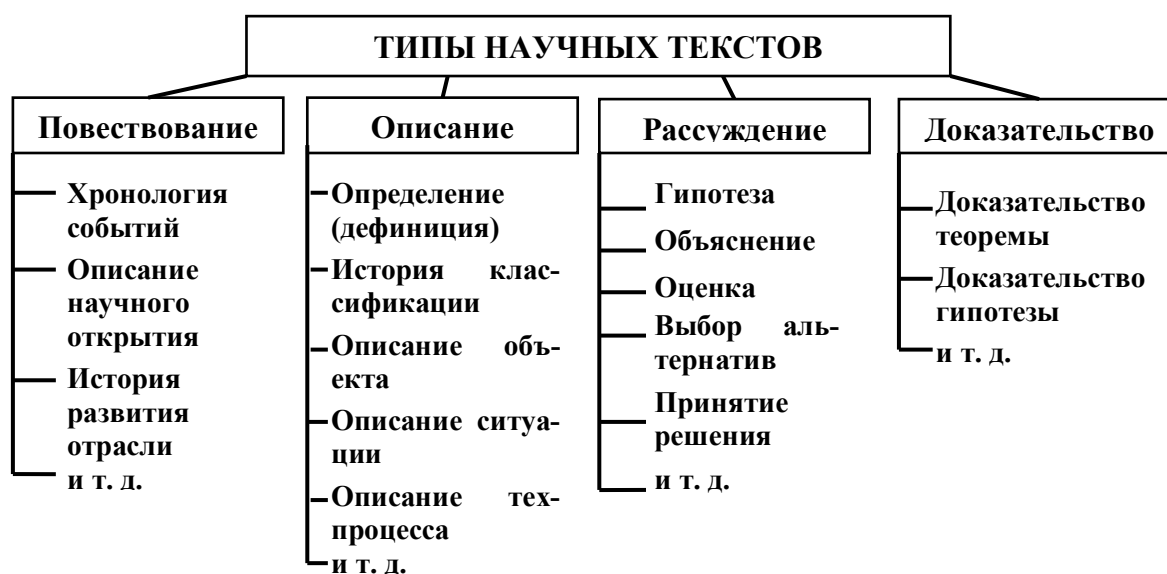 ТИПЫ НАУЧНЫХ ТЕКСТОВ
Повествование
Хронология
событий
Описание
научного
открытия
История
развития
отрасли
и т. д.
Описание
Определение
(дефиниция)
История клас-
сификации
Описание объ-
екта
Описание ситуа-
ции
Описание тех-
процесса
и т. д.
Рассуждение
Гипотеза
Объяснение
Оценка
Выбор аль-
тернатив
Принятие
решения
и т. д.
Доказательство
Доказательство
теоремы
Доказательство
гипотезы
и т. д.